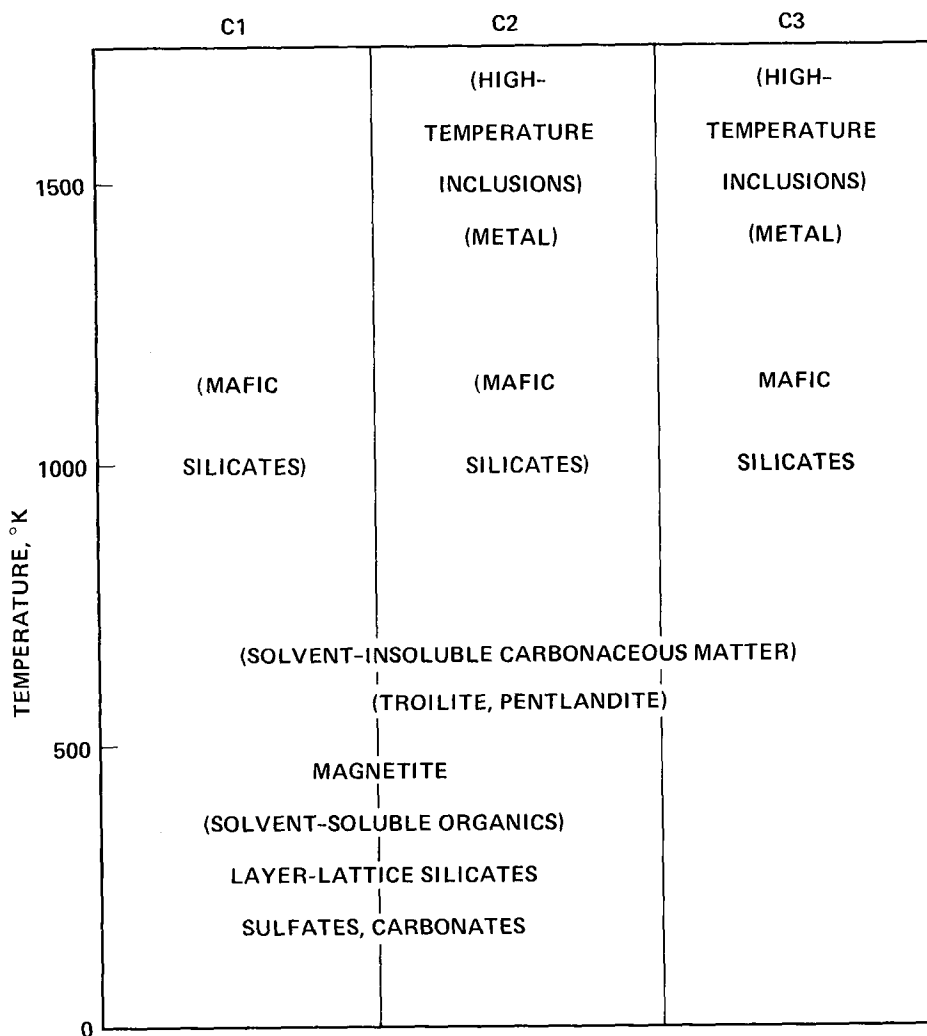 C1 C2 C3
(HIGH-
TEMPERATURE
INCLUSIONS)
(METAL)
(HIGH-
TEMPERATURE
INCLUSIONS)
(METAL)
1500
(MAFIC
SILICATES)
(MAFIC
SILICATES)
MAFIC
SILICATES
1000
TEMPERATURE, °K
(SOLVENT-INSOLUBLE CARBONACEOUS MATTER)
(TROILITE, PENTLANDITE)
500
MAGNETITE
(SOLVENT-SOLUBLE ORGANICS)
LAYER-LATTICE SILICATES
SULFATES, CARBONATES
0